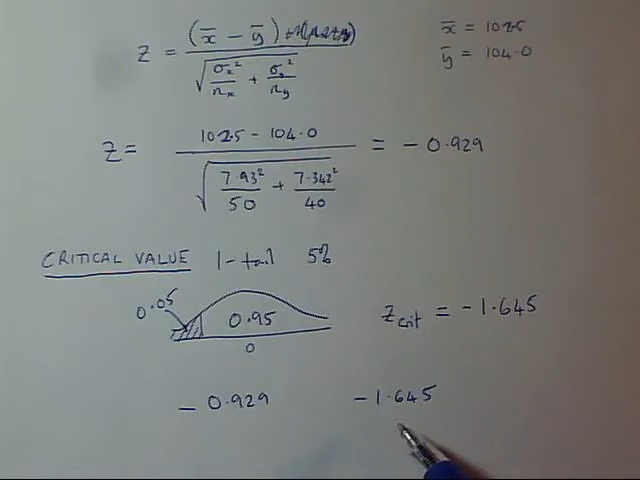 z = (x̄ - ȳ) / √(σx²/nx + σy²/ny)
x̄ = 102.5
ȳ = 104.0
Z = 102.5 - 104.0 / √(7.93²/50 + 7.342²/40) = - 0.929
CRITICAL VALUE 1-tail 5%
0.05 0.95
0
zcrit = -1.645
- 0.929 -1.645